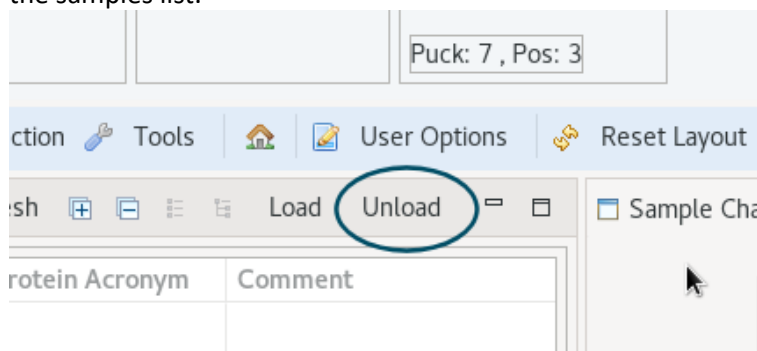 the samples list.
Puck: 7 , Pos: 3
ction Tools User Options Reset Layout
sh Load Unload Sample Cha
rotein Acronym Comment